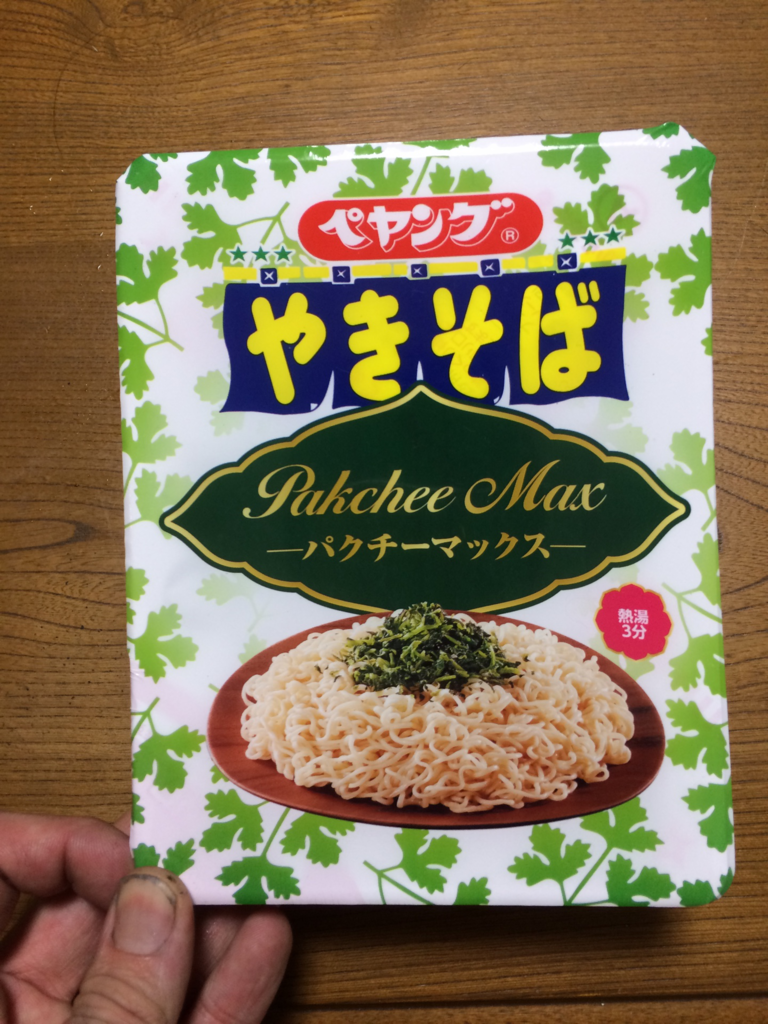 ペヤング®
やきそば
Pakchee Max
—パクチーマックス—
熱湯
3分